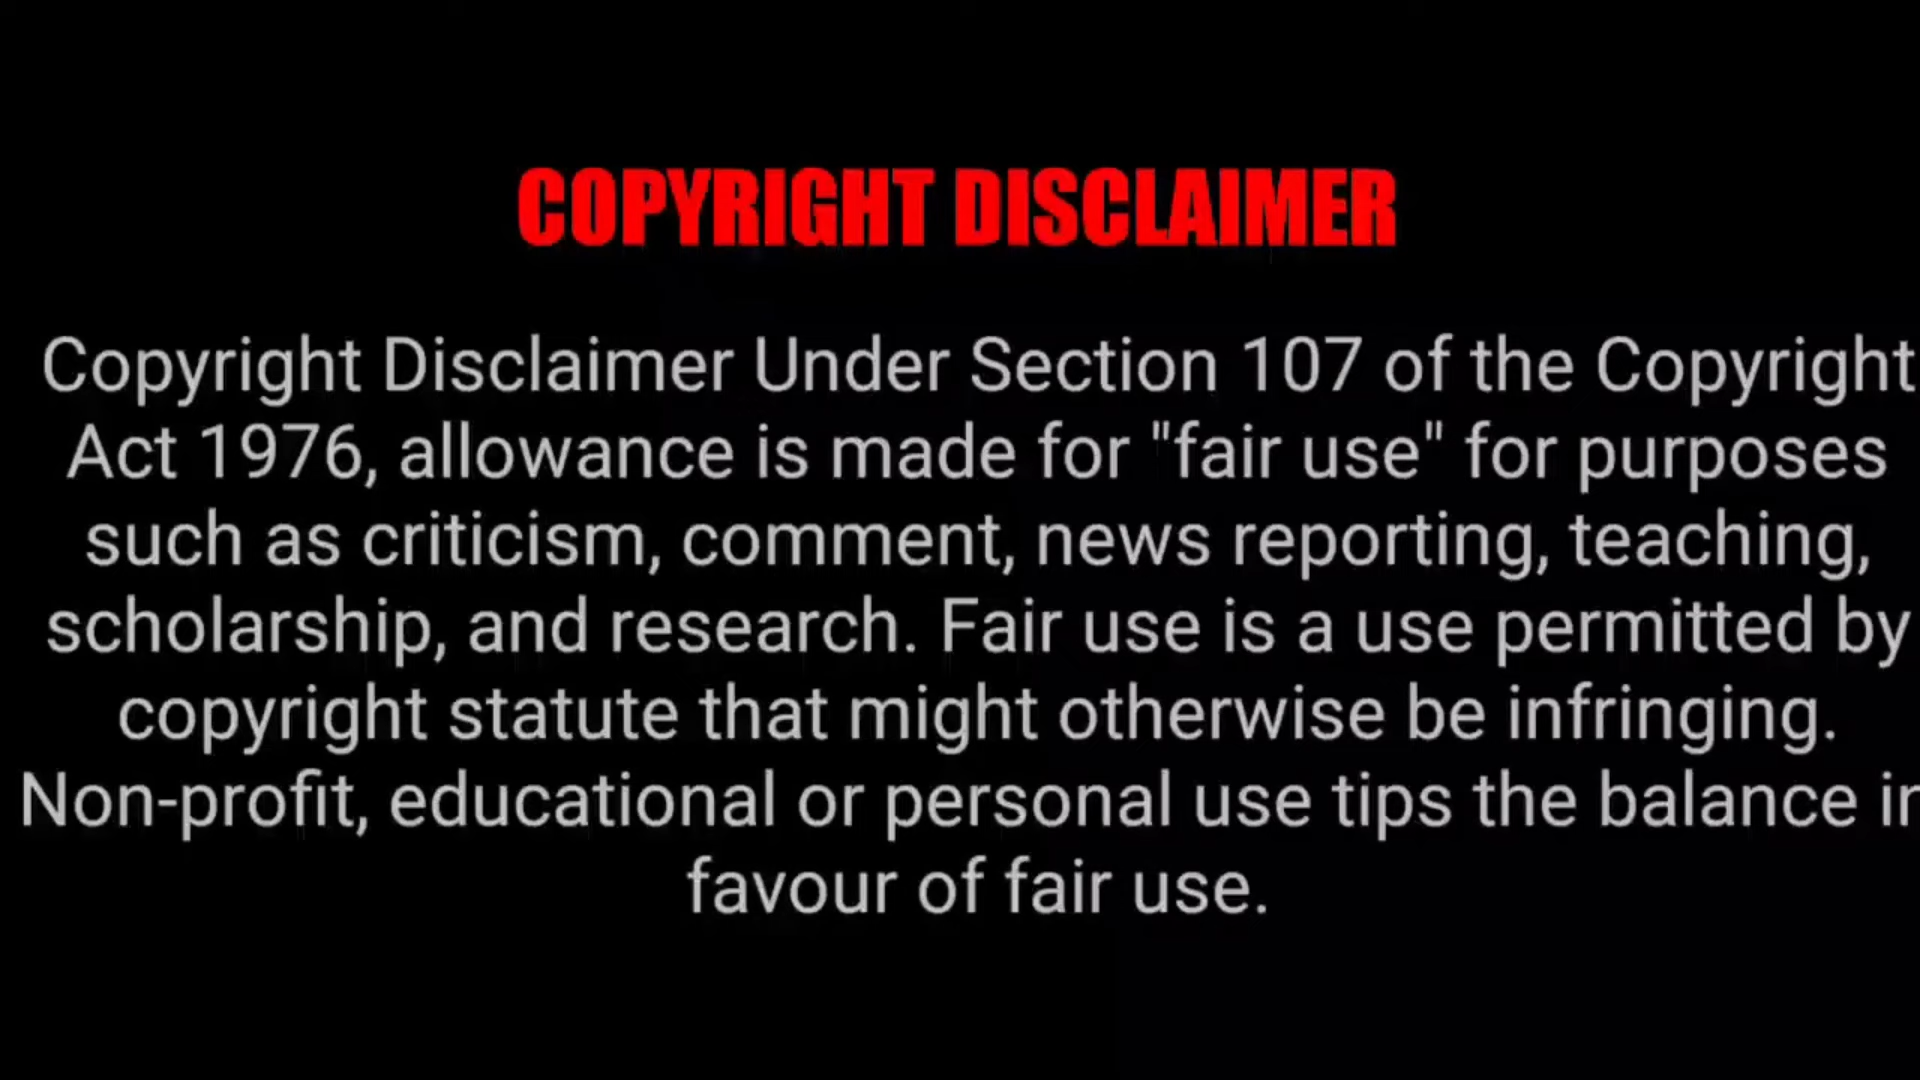 COPYRIGHT DISCLAIMER
Copyright Disclaimer Under Section 107 of the Copyright
Act 1976, allowance is made for "fair use" for purposes
such as criticism, comment, news reporting, teaching,
scholarship, and research. Fair use is a use permitted by
copyright statute that might otherwise be infringing.
Non-profit, educational or personal use tips the balance in
favour of fair use.